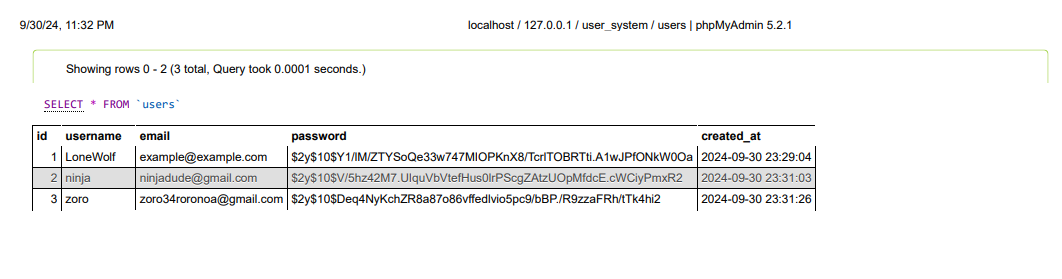 9/30/24, 11:32 PM localhost / 127.0.0.1 / user_system / users | phpMyAdmin 5.2.1
Showing rows 0 - 2 (3 total, Query took 0.0001 seconds.)
SELECT * FROM `users`
id username email password created_at
1 LoneWolf example@example.com $2y$10$Y1/lM/ZTYSoQe33w747MlOPKnX8/TcrlTOBRTti.A1wJPfONkW0Oa 2024-09-30 23:29:04
2 ninja ninjadude@gmail.com $2y$10$V/5hz42M7.UlquVbVtefHus0lrPScgZAtzUOpMfdcE.cWCiyPmxR2 2024-09-30 23:31:03
3 zoro zoro34roronoa@gmail.com $2y$10$Deq4NyKchZR8a87o86vffedlvio5pc9/bBP./R9zzaFRh/tTk4hi2 2024-09-30 23:31:26